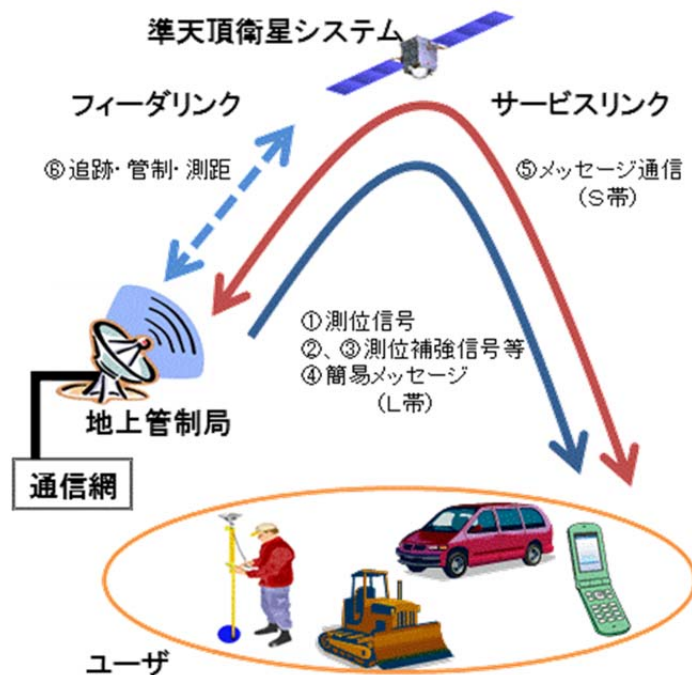 準天頂衛星システム
フィーダリンク
サービスリンク
⑥追跡・管制・測距
⑤メッセージ通信
(S帯)
①測位信号
②、③測位補強信号等
④簡易メッセージ
(L帯)
地上管制局
通信網
ユーザ